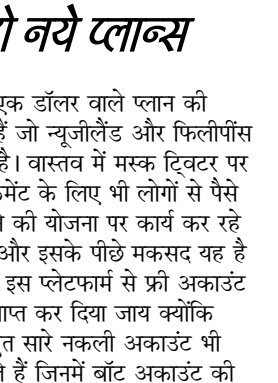 नये प्लान्स
एक डॉलर वाले प्लान की
हैं जो न्यूजीलैंड और फिलीपींस
है। वास्तव में मस्क ट्विटर पर
के लिए भी लोगों से पैसे
की योजना पर कार्य कर रहे
और इसके पीछे मकसद यह है
इस प्लेटफार्म से फ्री अकाउंट
कर दिया जाय क्योंकि
सारे नकली अकाउंट भी
हैं जिनमें बॉट अकाउंट की